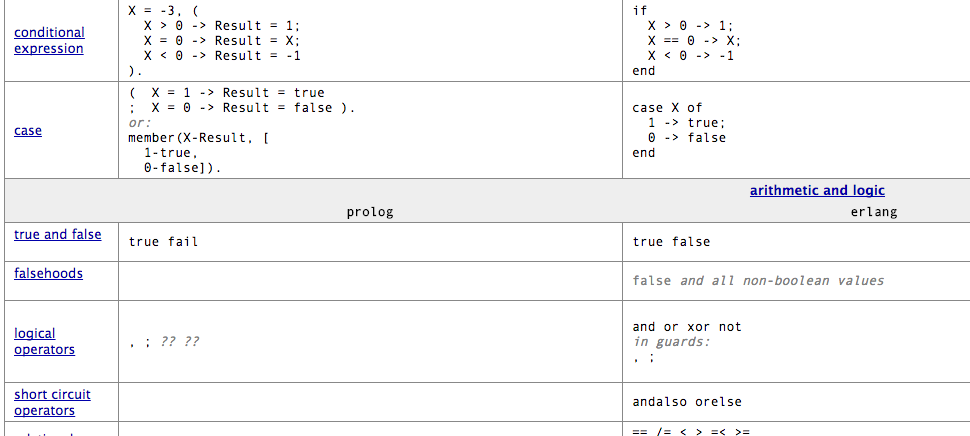 conditional
expression
X = -3, (
  X > 0 -> Result = 1;
  X = 0 -> Result = X;
  X < 0 -> Result = -1
).
if
  X > 0 -> 1;
  X == 0 -> X;
  X < 0 -> -1
end
case
(  X = 1 -> Result = true
;  X = 0 -> Result = false ).
or:
member(X-Result, [
  1-true,
  0-false]).
case X of
  1 -> true;
  0 -> false
end
arithmetic and logic
prolog erlang
true and false
true fail
true false
falsehoods
false and all non-boolean values
logical
operators
, ; ?? ??
and or xor not
in guards:
, ;
short circuit
operators
andalso orelse
== /= < > =< >=